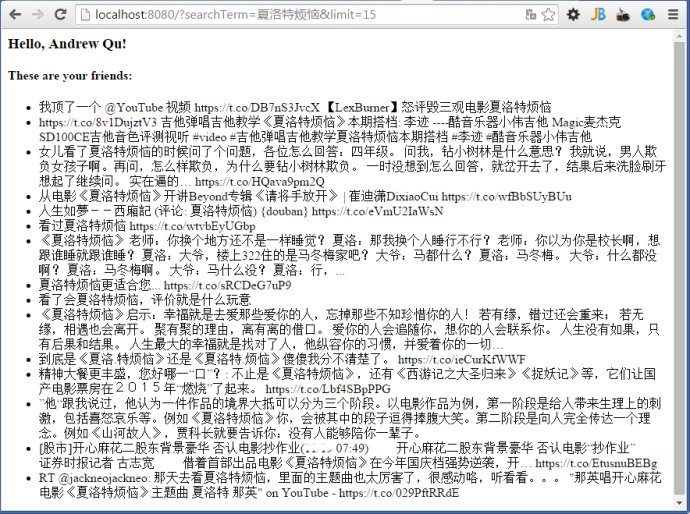 localhost:8080/?searchTerm=夏洛特烦恼&limit=15
Hello, Andrew Qu!
These are your friends:
我顶了一个 @YouTube 视频 https://t.co/DB7nS3JvcX 【LexBurner】怒评毁三观电影夏洛特烦恼
https://t.co/8v1DujztV3 吉他弹唱吉他教学《夏洛特烦恼》本期搭档: 李迹 ----酷音乐器小伟吉他 Magic麦杰克
SD100CE吉他音色评测视听 #video #吉他弹唱吉他教学夏洛特烦恼本期搭档 #李迹 #酷音乐器小伟吉他
女儿看了夏洛特烦恼的时候问了个问题，各位怎么回答：四年级。 问我，钻小树林是什么意思？ 我就说，男人欺
负女孩子啊。再问，怎么样欺负，为什么要钻小树林欺负。 一时没想到怎么回答，就岔开去了，结果后来洗脸刷牙
想起了继续问。 实在逼的… https://t.co/HQava9pm2Q
从电影《夏洛特烦恼》开讲Beyond专辑《请将手放开》 | 崔迪潇DixiaoCui https://t.co/wfBbSUyBUu
人生如夢－－西廂記 (评论: 夏洛特烦恼) {douban} https://t.co/eVmU2IaWsN
看过夏洛特烦恼 https://t.co/wtvbEyUGbp
《夏洛特烦恼》 老师：你换个地方还不是一样睡觉？ 夏洛：那我换个人睡行不行？ 老师：你以为你是校长啊，想
跟谁睡就跟谁睡？ 夏洛：大爷，楼上322住的是马冬梅家吧？ 大爷：马都什么？ 夏洛：马冬梅。 大爷：什么都没
啊？ 夏洛：马冬梅啊。 大爷：马什么没？ 夏洛：行，...
夏洛特烦恼更适合您... https://t.co/sRCDeG7uP9
看了会夏洛特烦恼，评价就是什么玩意
《夏洛特烦恼》启示：幸福就是去爱那些爱你的人，忘掉那些不知珍惜你的人！ 若有缘，错过还会重来； 若无
缘，相遇也会离开。 聚有聚的理由，离有离的借口。 爱你的人会追随你，想你的人会联系你。 人生没有如果，只
有后果和结果。 人生最大的幸福就是找对了人，他纵容你的习惯，并爱着你的一切…
到底是《夏洛.特烦恼》还是《夏洛特.烦恼》傻傻我分不清楚了。 https://t.co/ieCurKfWWF
精神大餐更丰盛，您好哪一“口”？：不止是《夏洛特烦恼》，还有《西游记之大圣归来》《捉妖记》等，它们让国
产电影票房在２０１５年“燃烧”了起来。 https://t.co/Lbf4SBpPPG
"他"跟我说过，他认为一件作品的境界大抵可以分为三个阶段。以电影作品为例，第一阶段是给人带来生理上的刺
激，包括喜怒哀乐等。例如《夏洛特烦恼》你，会被其中的段子逗得捧腹大笑。第二阶段是向人完全传达一个理
念。例如《山河故人》，贾科长就要告诉你，没有人能够陪你一辈子。
[股市]开心麻花二股东背景豪华 否认电影抄作业( 07:49) 开心麻花二股东背景豪华 否认电影“抄作业”
证券时报记者 古志宽 借着首部出品电影《夏洛特烦恼》在今年国庆档强势逆袭，开… https://t.co/EtusnuBEBg
RT @jackneojackneo: 那天去看夏洛特烦恼，里面的主题曲也太厉害了，很感动咯，听看看。。。 "那英唱开心麻花
电影《夏洛特烦恼》主题曲 夏洛特 那英" on YouTube - https://t.co/029PftRRdE